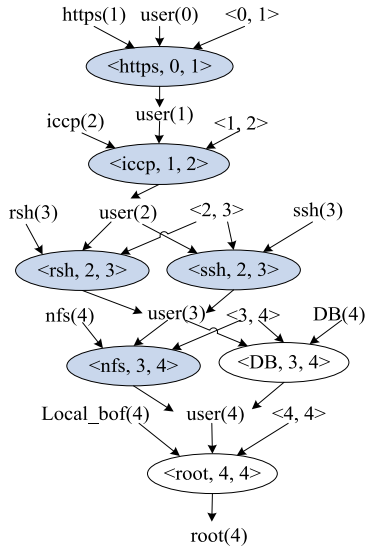 https(1) user(0) <0, 1>
<https, 0, 1>
user(1)
iccp(2) <1, 2>
<iccp, 1, 2>
rsh(3) user(2) <2, 3> ssh(3)
<rsh, 2, 3> <ssh, 2, 3>
nfs(4) user(3) <3, 4> DB(4)
<nfs, 3, 4> <DB, 3, 4>
Local_bof(4) user(4) <4, 4>
<root, 4, 4>
root(4)